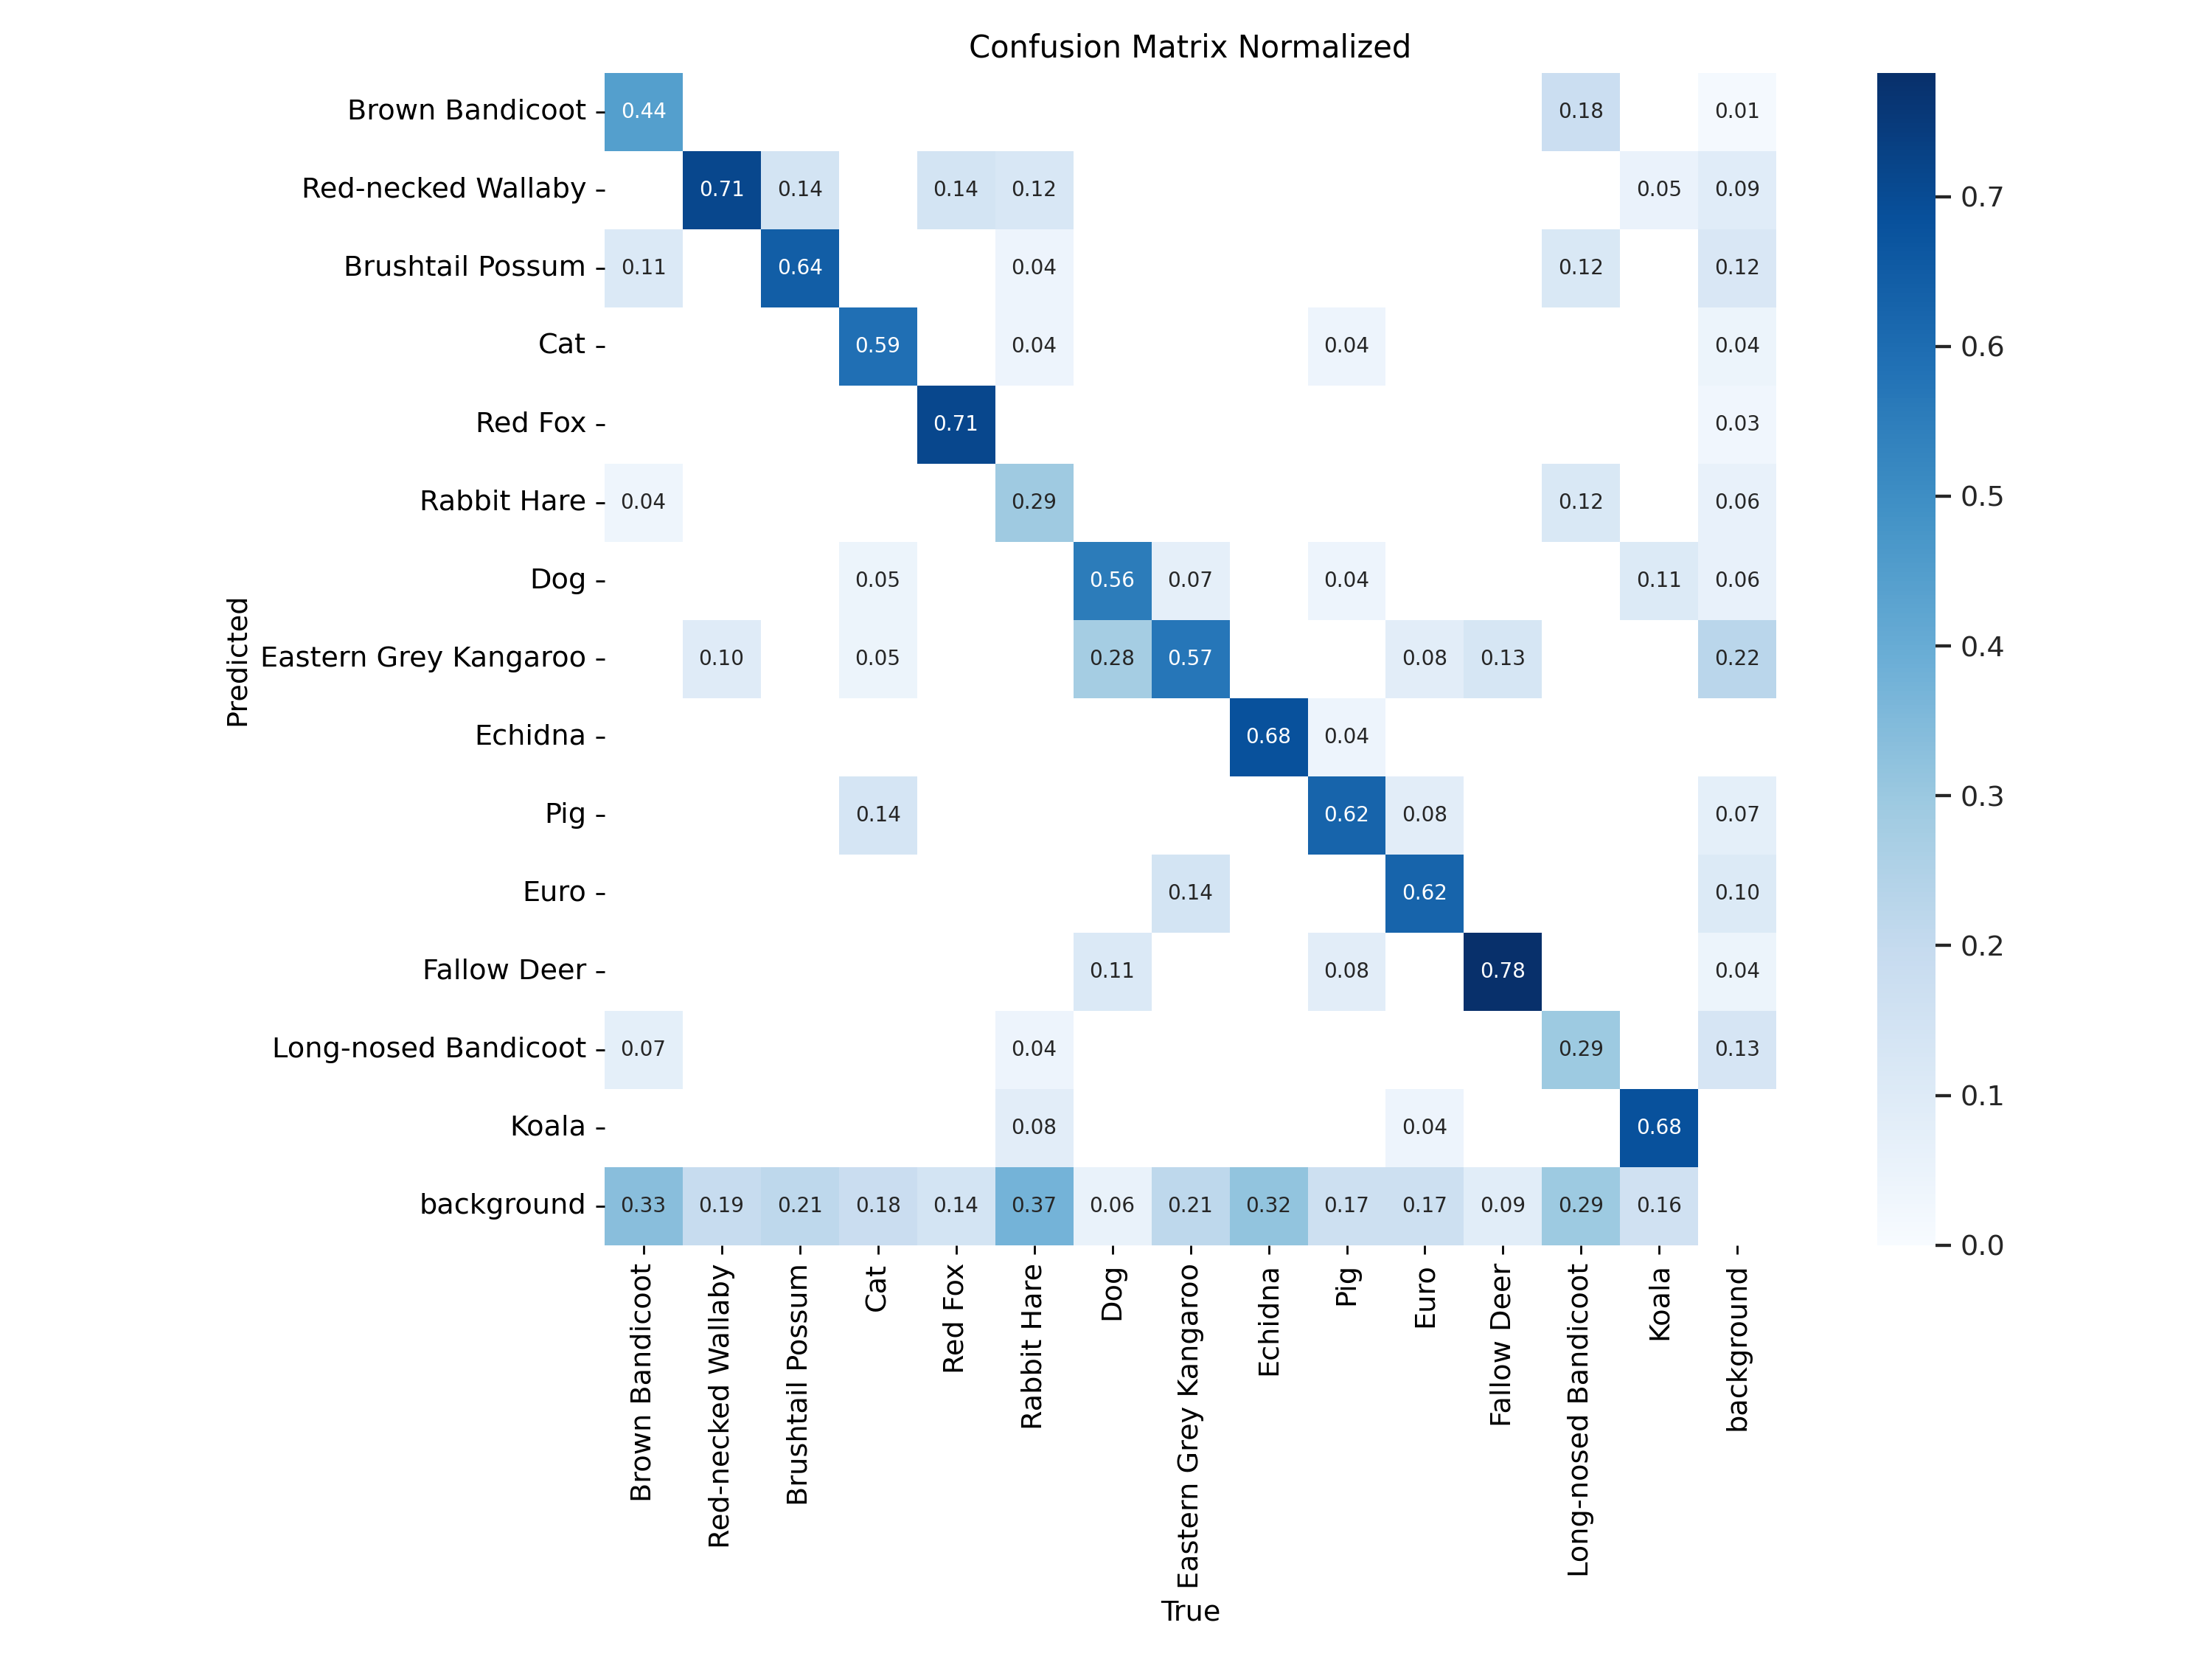 Confusion Matrix Normalized
Brown Bandicoot 0.44 0.18 0.01
Red-necked Wallaby 0.71 0.14 0.14 0.12 0.05 0.09
Brushtail Possum 0.11 0.64 0.04 0.12 0.12
Cat 0.59 0.04 0.04 0.04
Red Fox 0.71 0.03
Rabbit Hare 0.04 0.29 0.12 0.06
Dog 0.05 0.56 0.07 0.04 0.11 0.06
Eastern Grey Kangaroo 0.10 0.05 0.28 0.57 0.08 0.13 0.22
Echidna 0.68 0.04
Pig 0.14 0.62 0.08 0.07
Euro 0.14 0.62 0.10
Fallow Deer 0.11 0.08 0.78 0.04
Long-nosed Bandicoot 0.07 0.04 0.29 0.13
Koala 0.08 0.04 0.68
background 0.33 0.19 0.21 0.18 0.14 0.37 0.06 0.21 0.32 0.17 0.17 0.09 0.29 0.16
Predicted
Brown Bandicoot
Red-necked Wallaby
Brushtail Possum
Cat
Red Fox
Rabbit Hare
Dog
Eastern Grey Kangaroo
Echidna
Pig
Euro
Fallow Deer
Long-nosed Bandicoot
Koala
background
True
0.7
0.6
0.5
0.4
0.3
0.2
0.1
0.0